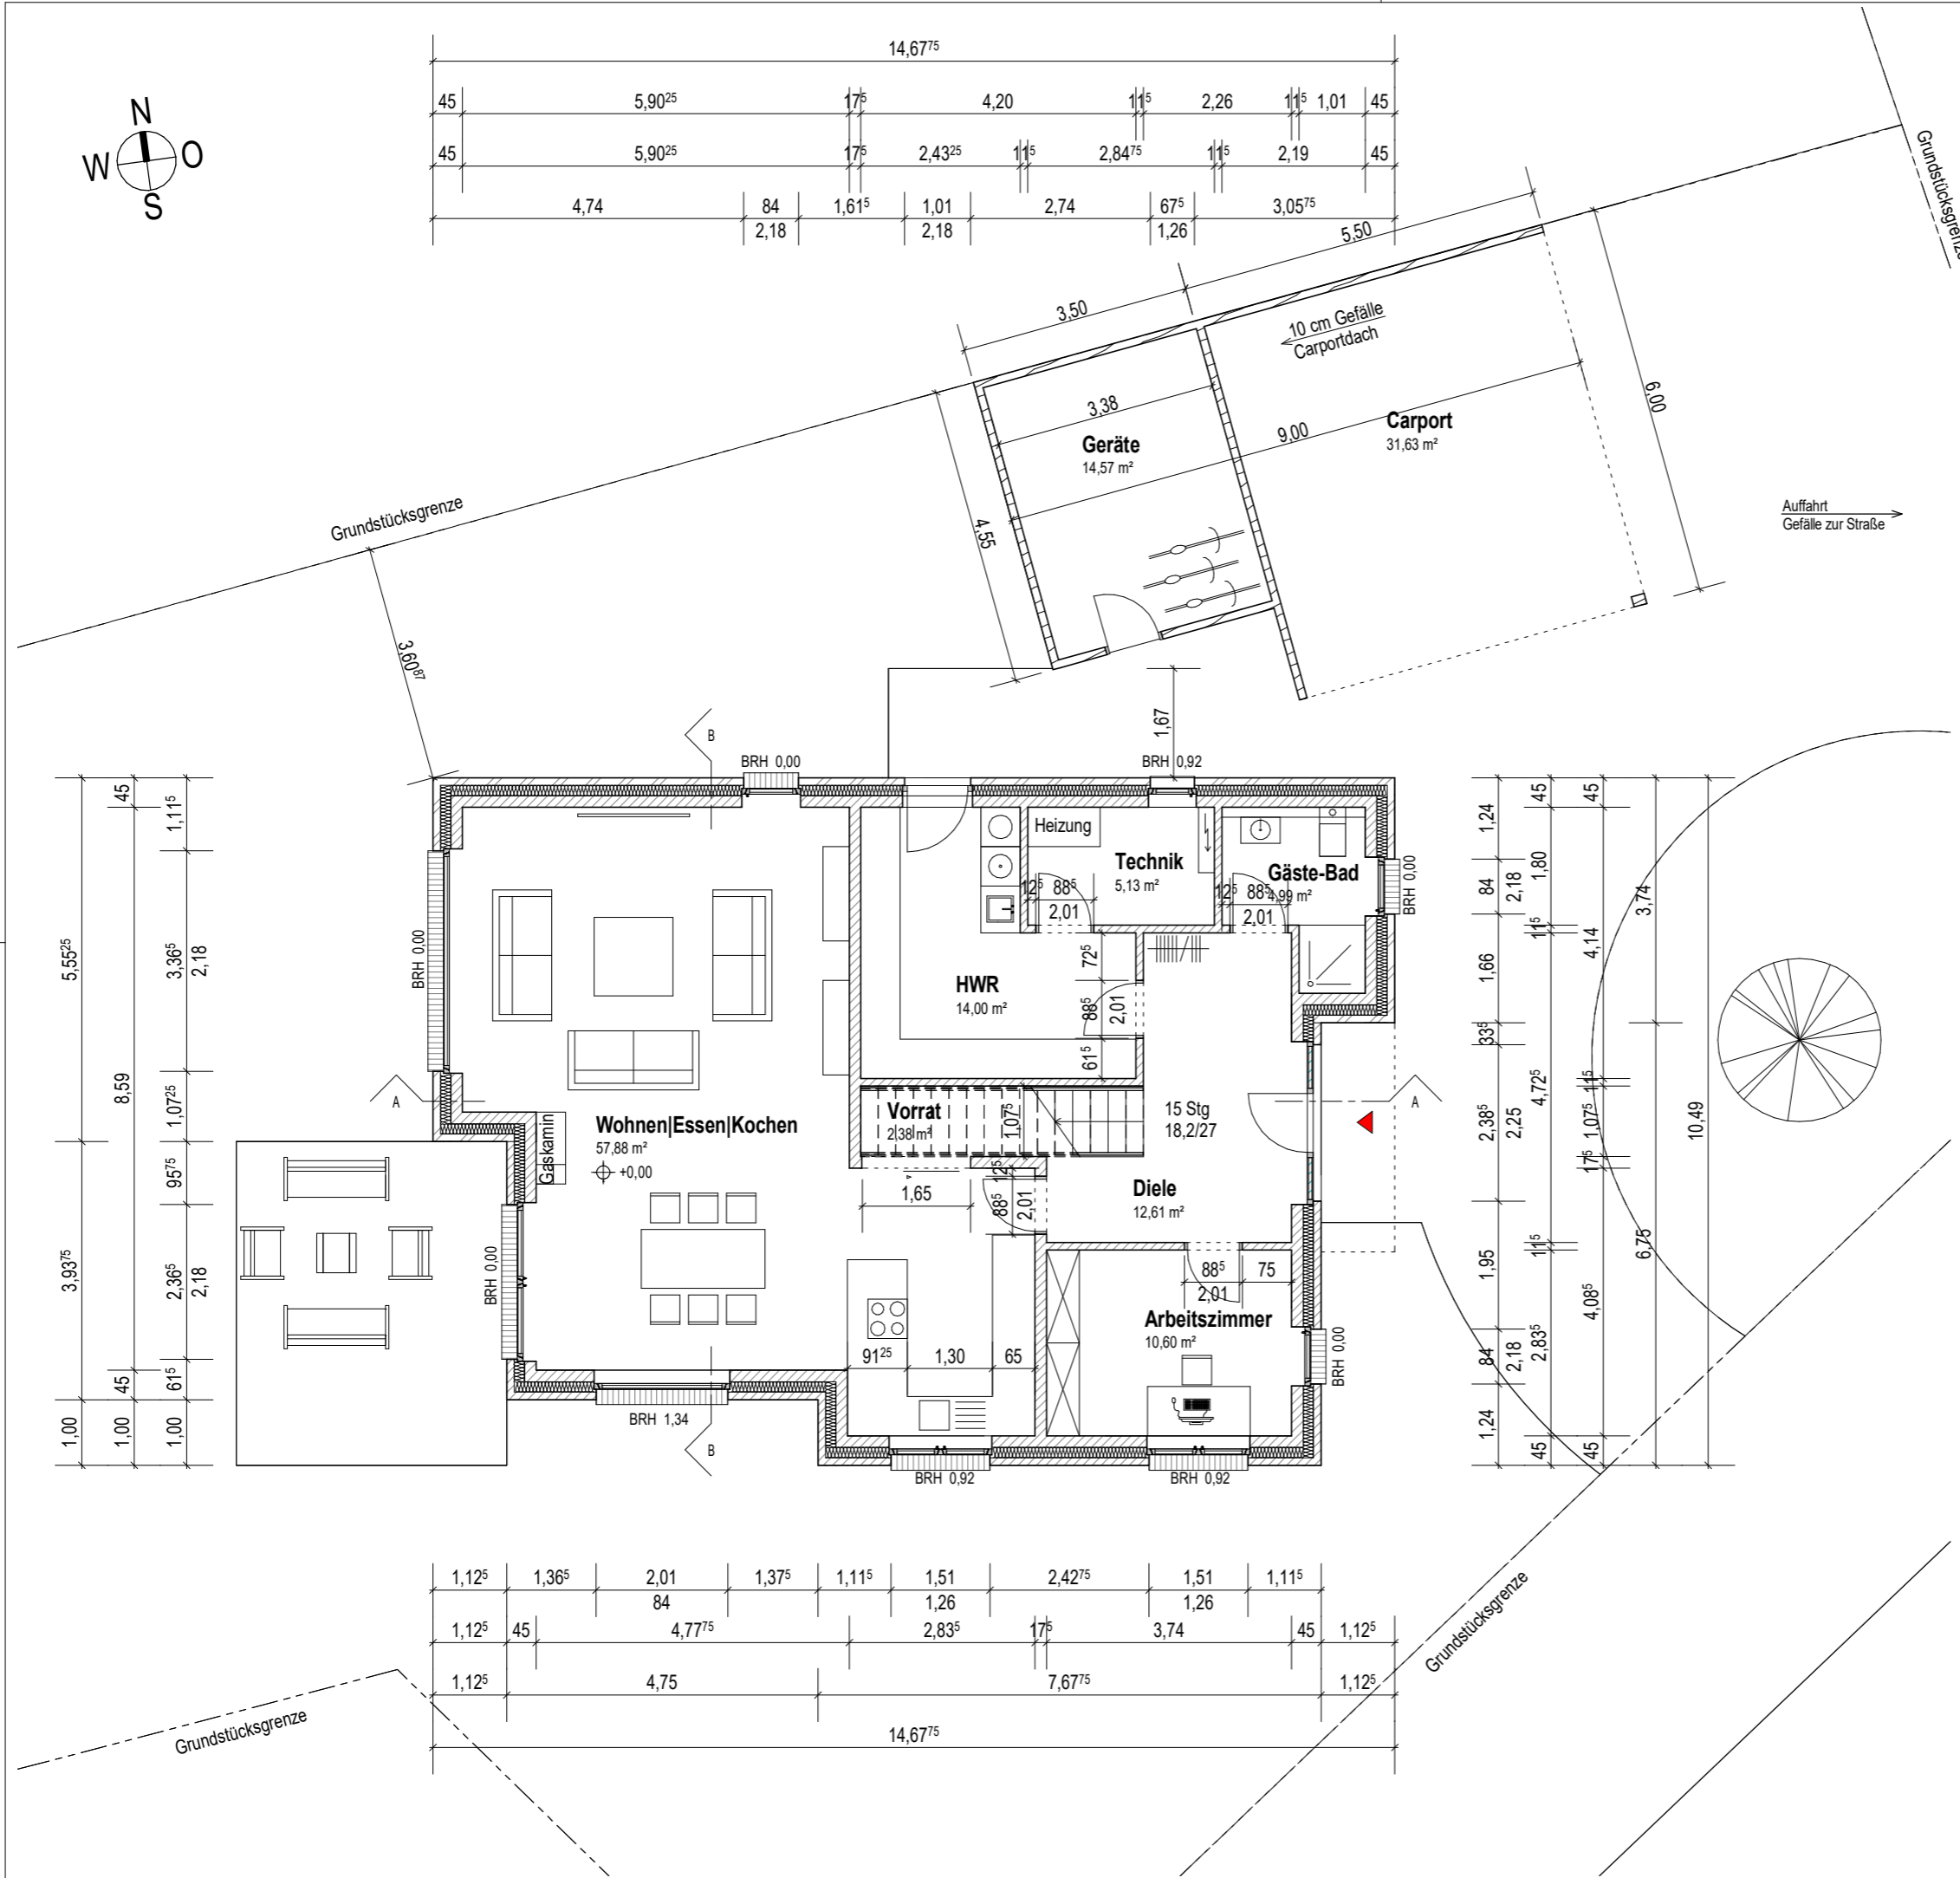 14,67⁷⁵
45 5,90²⁵ 17⁵ 4,20 11⁵ 2,26 11⁵ 1,01 45
45 5,90²⁵ 17⁵ 2,43²⁵ 11⁵ 2,84⁷⁵ 11⁵ 2,19 45
4,74 84 1,61⁵ 1,01 2,74 67⁵ 3,05⁷⁵
2,18 2,18 1,26
N
W O
S
Grundstücksgrenze
5,50
3,50
10 cm Gefälle
Carportdach
3,38
9,00
6,00
4,55
Geräte
14,57 m²
Carport
31,63 m²
Auffahrt
Gefälle zur Straße
Grundstücksgrenze
3,60⁸⁷
1,67
B
BRH 0,00
BRH 0,92
Heizung
Technik
5,13 m²
12⁵ 88⁵
2,01
Gäste-Bad
4,99 m²
12⁵ 88⁵
2,01
BRH 0,00
BRH 0,00
HWR
14,00 m²
72⁵
88⁵
2,01
61⁵
A
A
Gaskamin
Wohnen|Essen|Kochen
57,88 m²
+0,00
Vorrat
2,38 m²
1,07⁵
15 Stg
18,2/27
1,65
12⁵
88⁵
2,01
Diele
12,61 m²
88⁵ 75
2,01
Arbeitszimmer
10,60 m²
BRH 0,00
BRH 0,00
91²⁵ 1,30 65
BRH 1,34
B
BRH 0,92
BRH 0,92
5,55²⁵
3,93⁷⁵
1,00
45
8,59
45
1,00
1,11⁵
3,36⁵
2,18
1,07²⁵
95⁷⁵
2,36⁵
2,18
61⁵
1,00
1,24
84
2,18
1,66
33⁵
2,38⁵
2,25
1,95
84
2,18
1,24
45
1,80
11⁵
4,72⁵
11⁵
2,83⁵
45
45
4,14
11⁵
1,07⁵
17⁵
4,08⁵
45
3,74
6,75
10,49
1,12⁵ 1,36⁵ 2,01 1,37⁵ 1,11⁵ 1,51 2,42⁷⁵ 1,51 1,11⁵
84 1,26 1,26
1,12⁵ 45 4,77⁷⁵ 2,83⁵ 17⁵ 3,74 45 1,12⁵
1,12⁵ 4,75 7,67⁷⁵ 1,12⁵
14,67⁷⁵
Grundstücksgrenze
Grundstücksgrenze